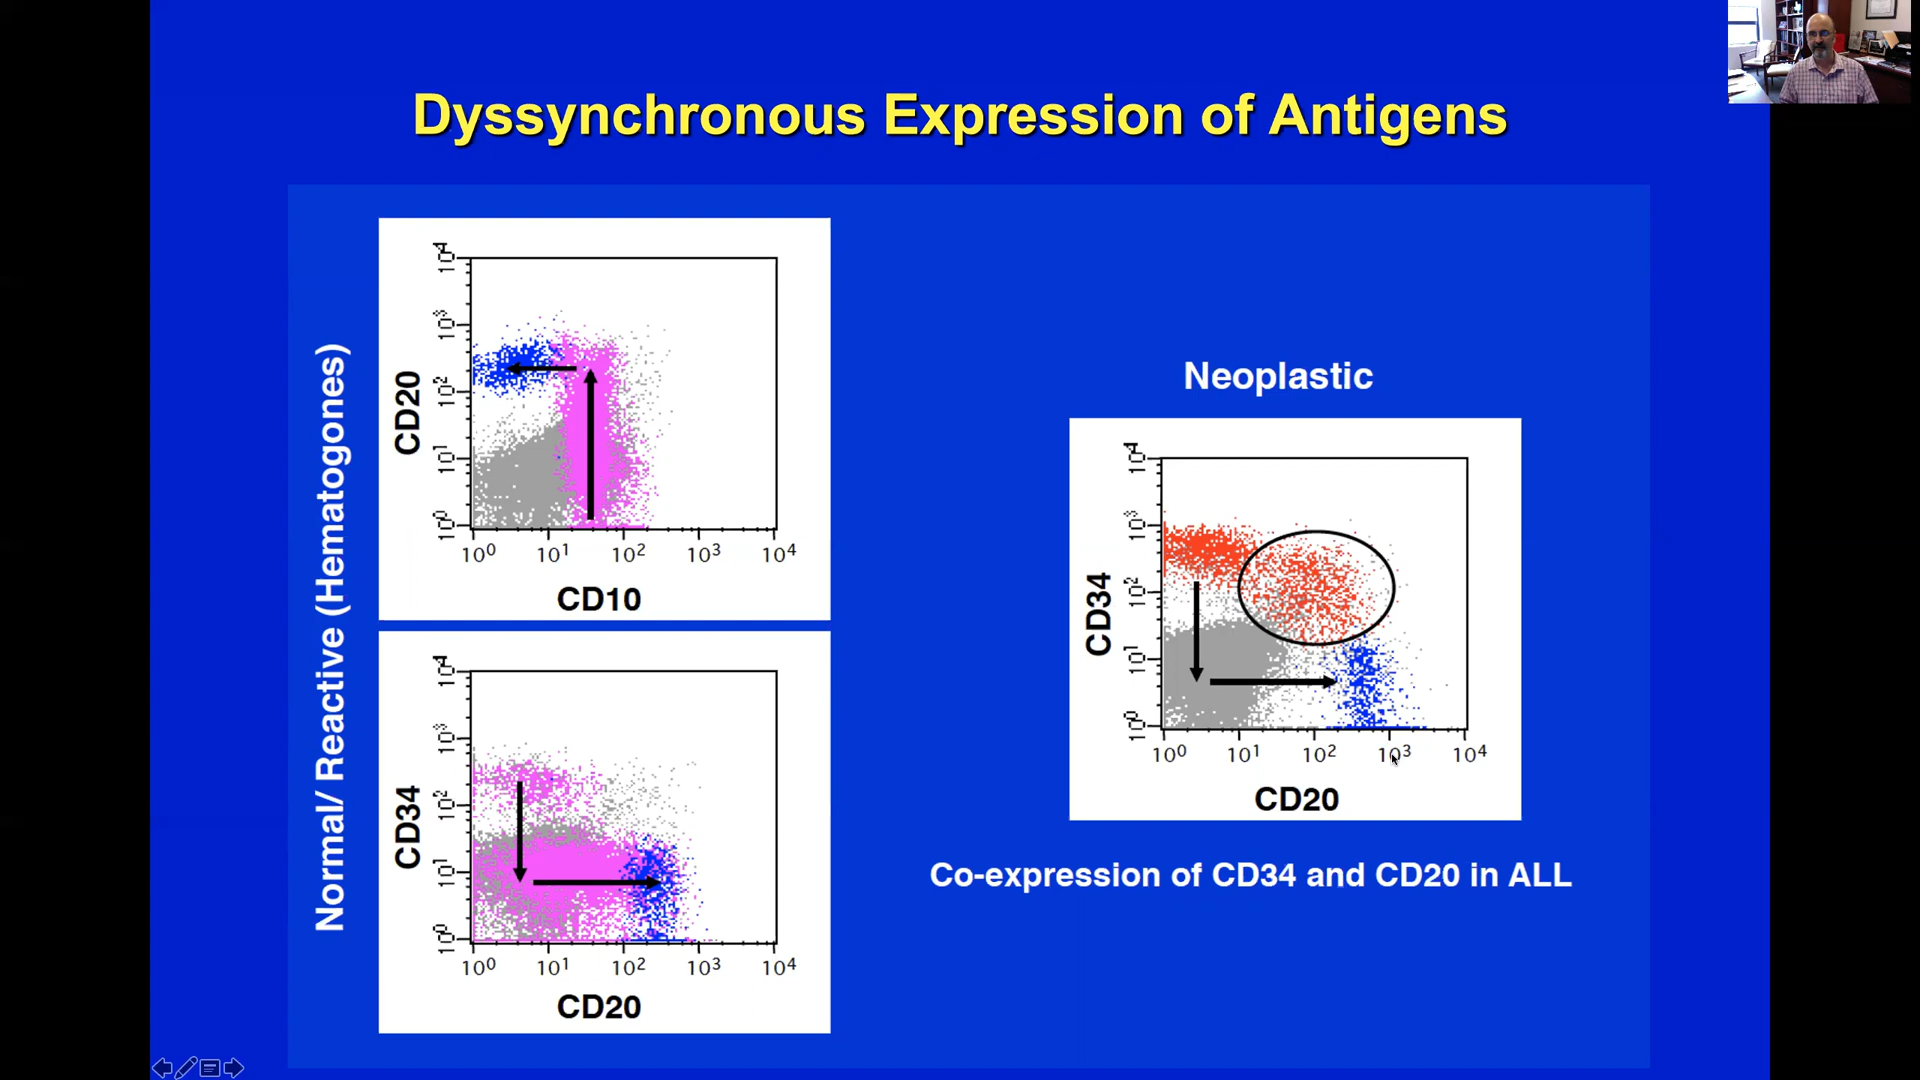 Dyssynchronous Expression of Antigens
Normal/ Reactive (Hematogones)
CD20
10⁴
10³
10²
10¹
10⁰
10⁰ 10¹ 10² 10³ 10⁴
CD10
CD34
10⁴
10³
10²
10¹
10⁰
10⁰ 10¹ 10² 10³ 10⁴
CD20
Neoplastic
CD34
10⁴
10³
10²
10¹
10⁰
10⁰ 10¹ 10² 10³ 10⁴
CD20
Co-expression of CD34 and CD20 in ALL